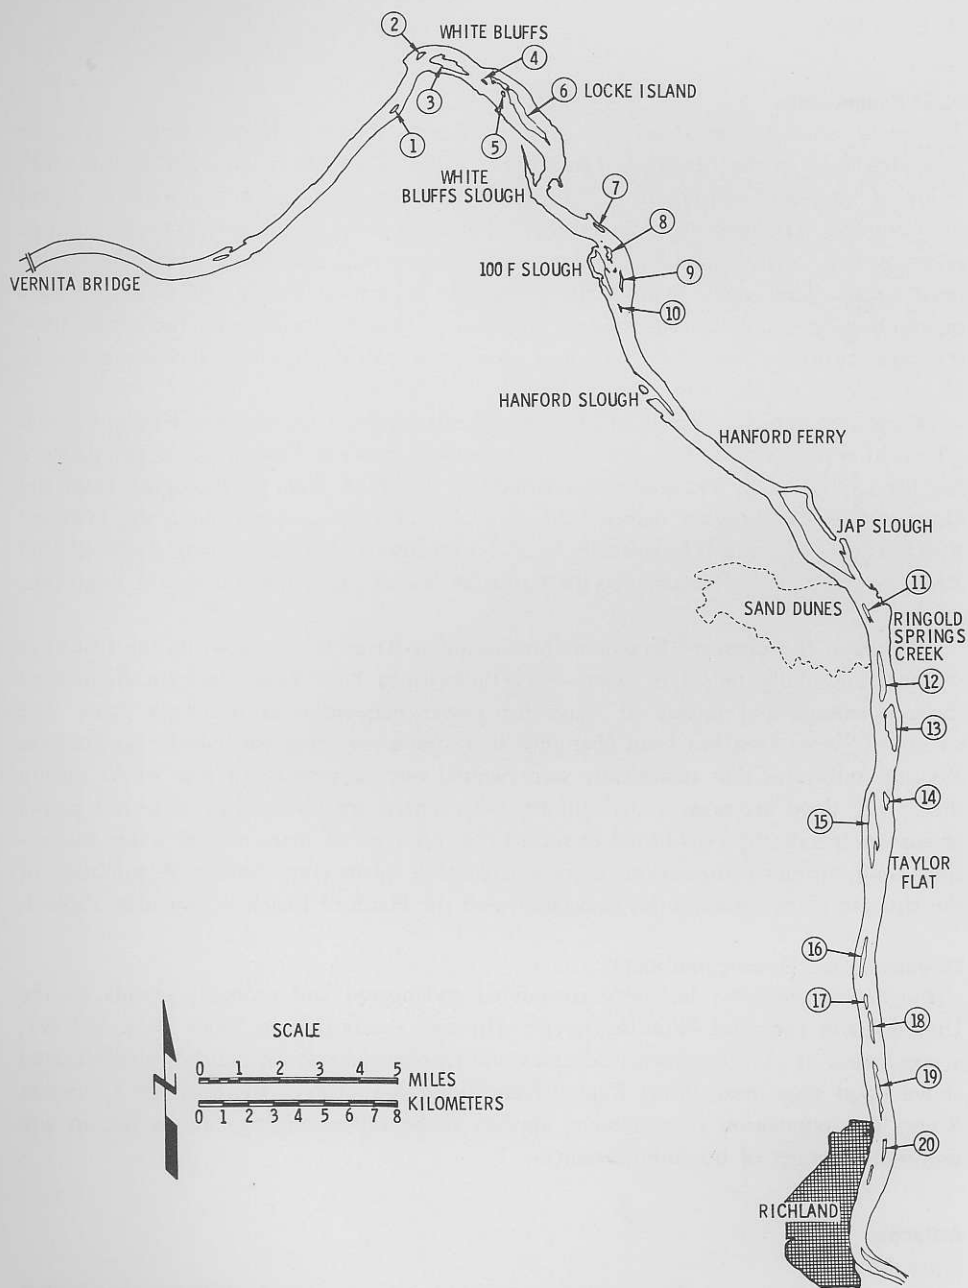 2
WHITE BLUFFS
4
3
6 LOCKE ISLAND
1
5
WHITE
BLUFFS SLOUGH
7
8
100 F SLOUGH
9
VERNITA BRIDGE
10
HANFORD SLOUGH
HANFORD FERRY
JAP SLOUGH
11
SAND DUNES
RINGOLD
SPRINGS
CREEK
12
13
14
15
TAYLOR
FLAT
16
17
18
N
SCALE
0 1 2 3 4 5
MILES
KILOMETERS
0 1 2 3 4 5 6 7 8
19
20
RICHLAND